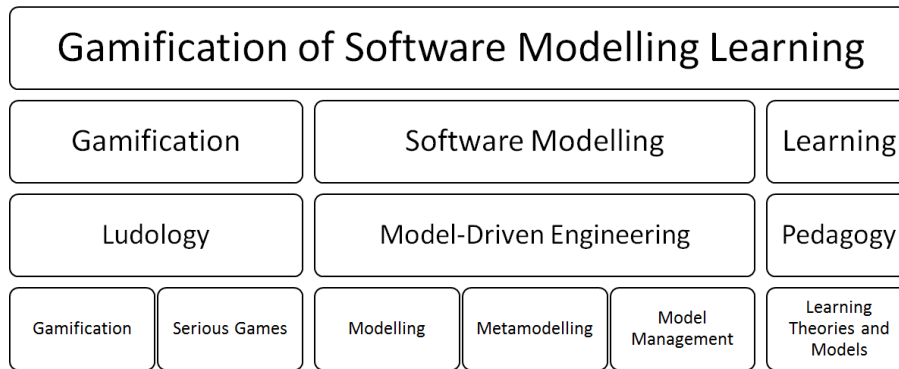 Gamification of Software Modelling Learning
Gamification
Software Modelling
Learning
Ludology
Model-Driven Engineering
Pedagogy
Gamification
Serious Games
Modelling
Metamodelling
Model
Management
Learning
Theories and
Models